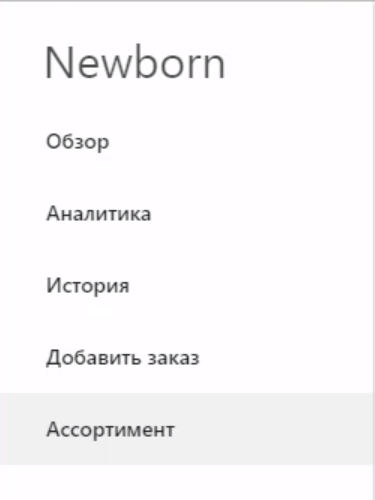 Newborn
Обзор
Аналитика
История
Добавить заказ
Ассортимент